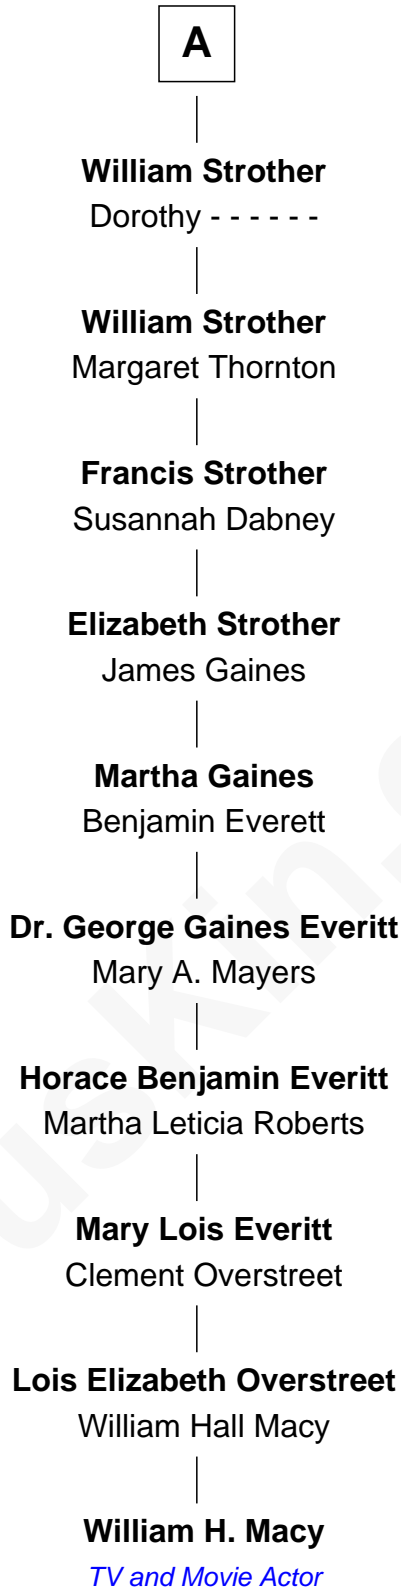 A
William Strother
Dorothy - - - - - -
William Strother
Margaret Thornton
Francis Strother
Susannah Dabney
Elizabeth Strother
James Gaines
Martha Gaines
Benjamin Everett
Dr. George Gaines Everitt
Mary A. Mayers
Horace Benjamin Everitt
Martha Leticia Roberts
Mary Lois Everitt
Clement Overstreet
Lois Elizabeth Overstreet
William Hall Macy
William H. Macy
TV and Movie Actor